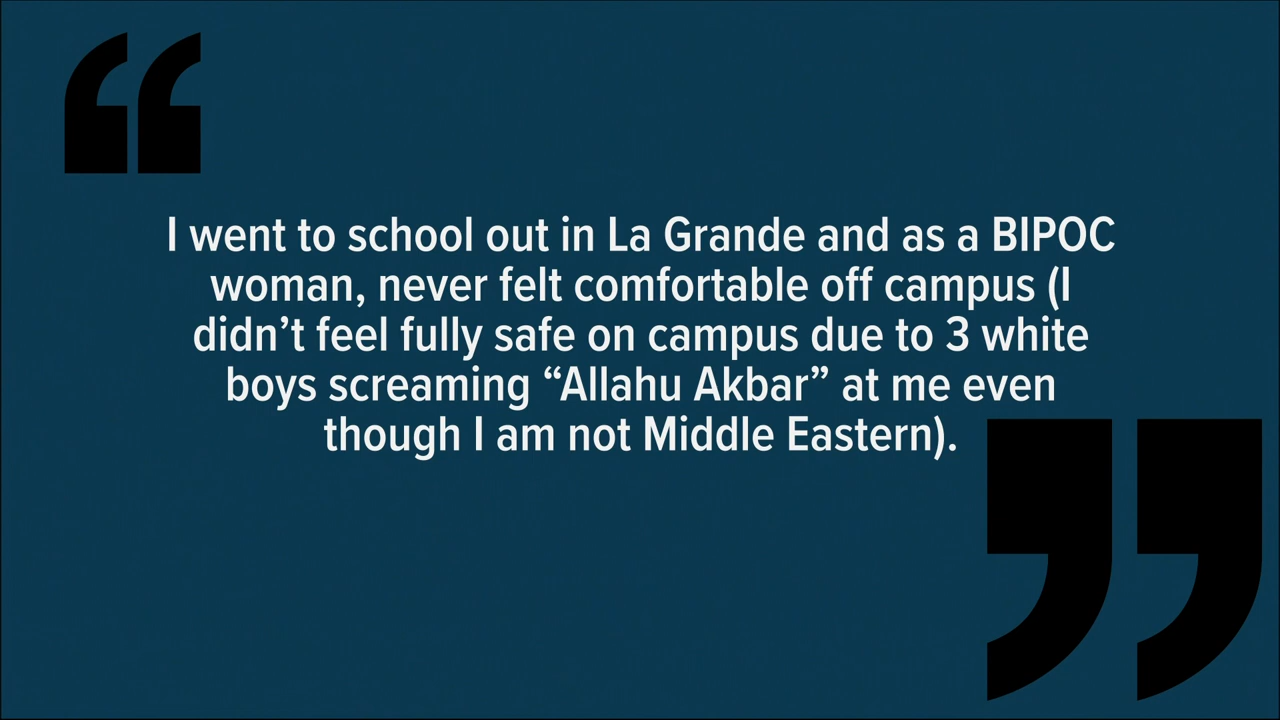 “
I went to school out in La Grande and as a BIPOC
woman, never felt comfortable off campus (I
didn’t feel fully safe on campus due to 3 white
boys screaming “Allahu Akbar” at me even
though I am not Middle Eastern).
”